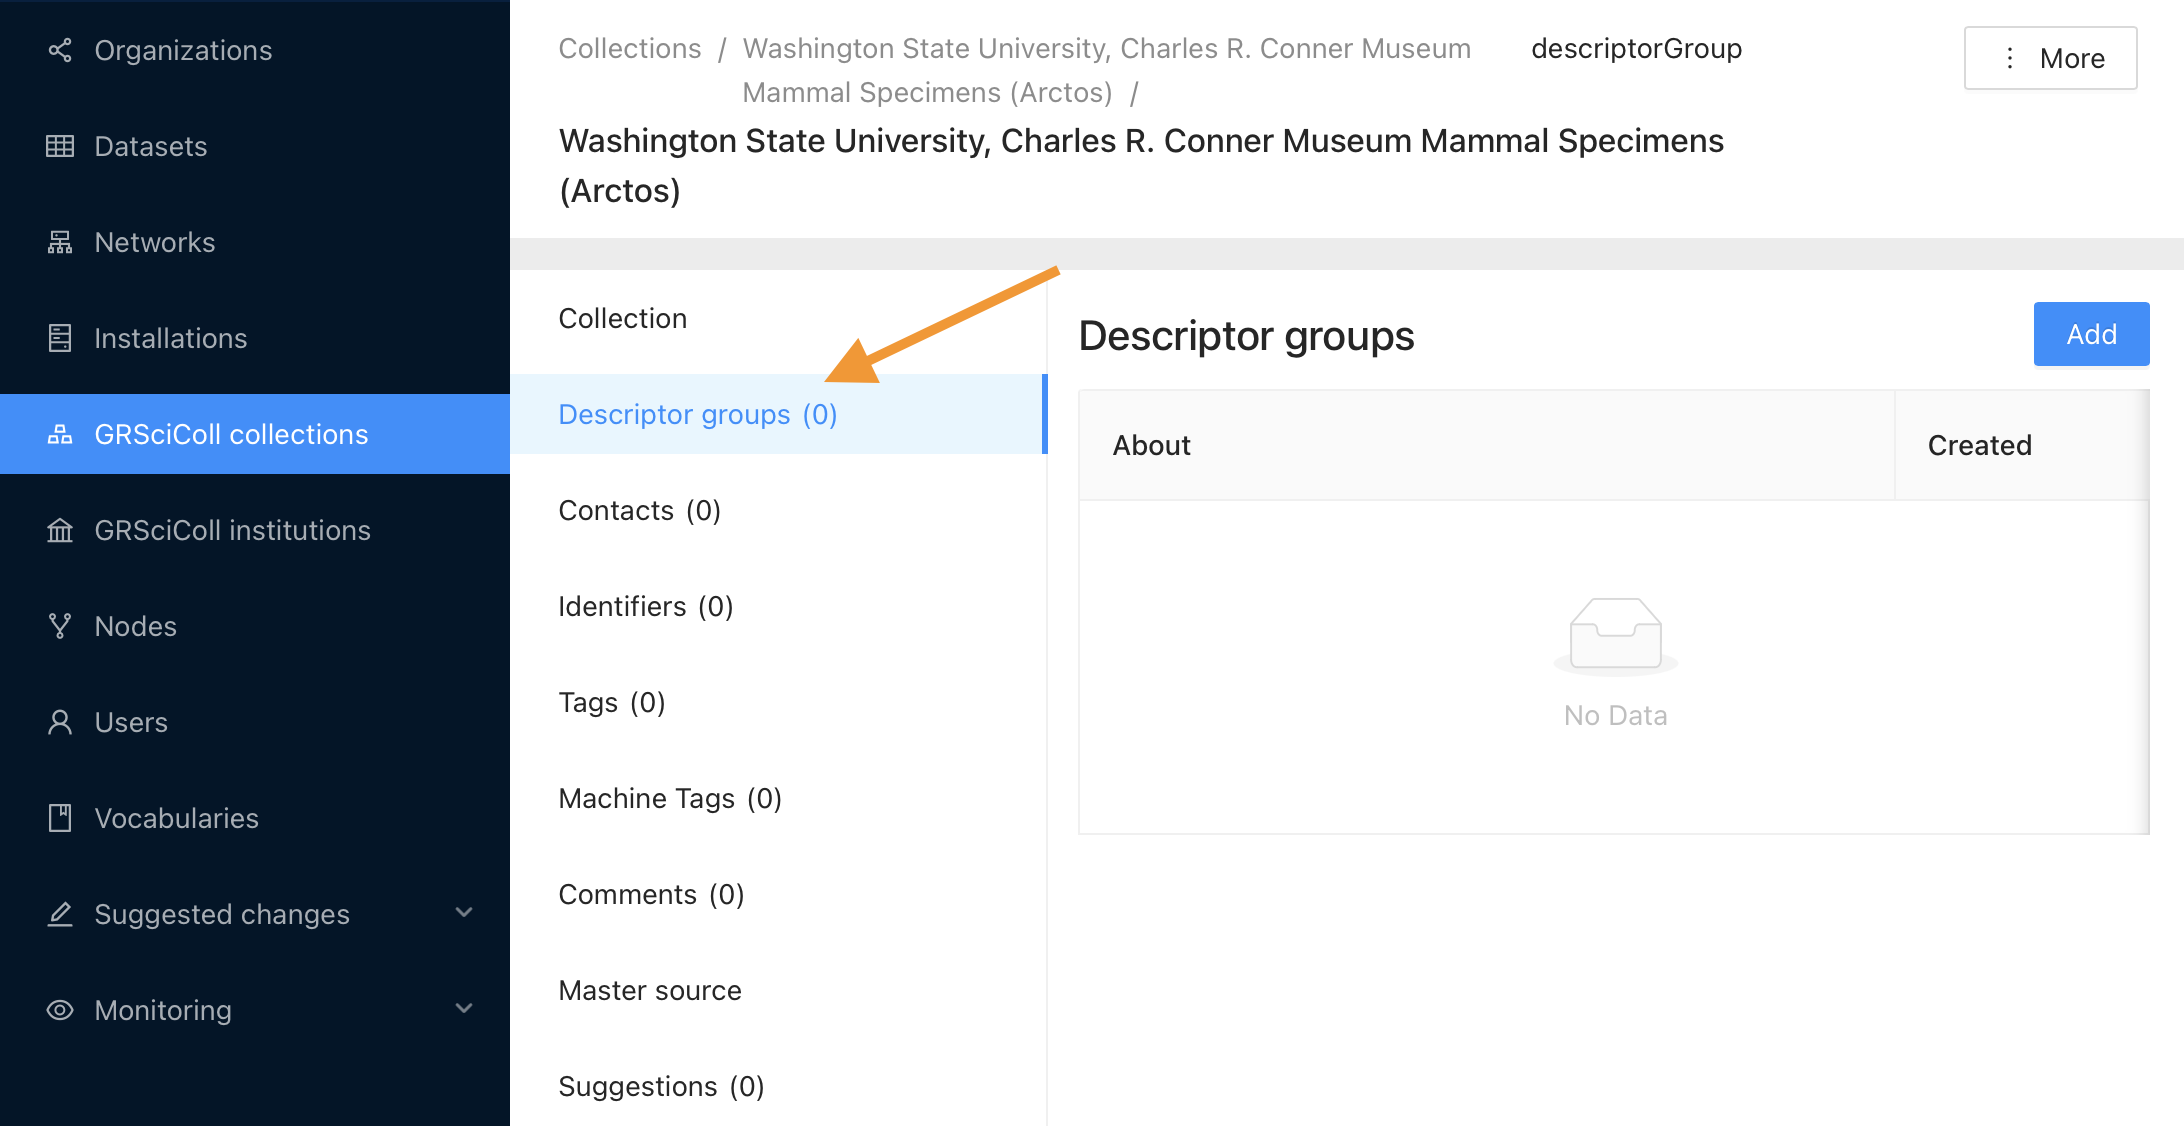 Organizations
Datasets
Networks
Installations
GRSciColl collections
GRSciColl institutions
Nodes
Users
Vocabularies
Suggested changes
Monitoring
Collections / Washington State University, Charles R. Conner Museum
Mammal Specimens (Arctos) /
descriptorGroup
More
Washington State University, Charles R. Conner Museum Mammal Specimens
(Arctos)
Collection
Descriptor groups (0)
Contacts (0)
Identifiers (0)
Tags (0)
Machine Tags (0)
Comments (0)
Master source
Suggestions (0)
Descriptor groups
Add
About
Created
No Data